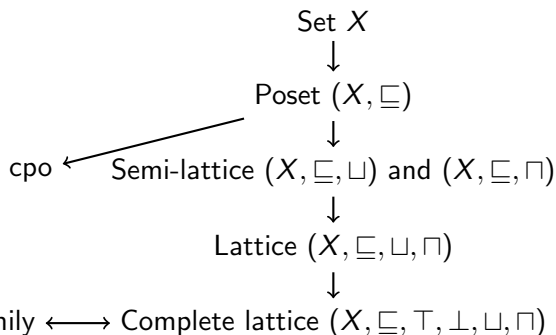 Set X
Poset (X, ⊑)
cpo Semi-lattice (X, ⊑, ⊔) and (X, ⊑, ⊓)
Lattice (X, ⊑, ⊔, ⊓)
Complete lattice (X, ⊑, ⊤, ⊥, ⊔, ⊓)